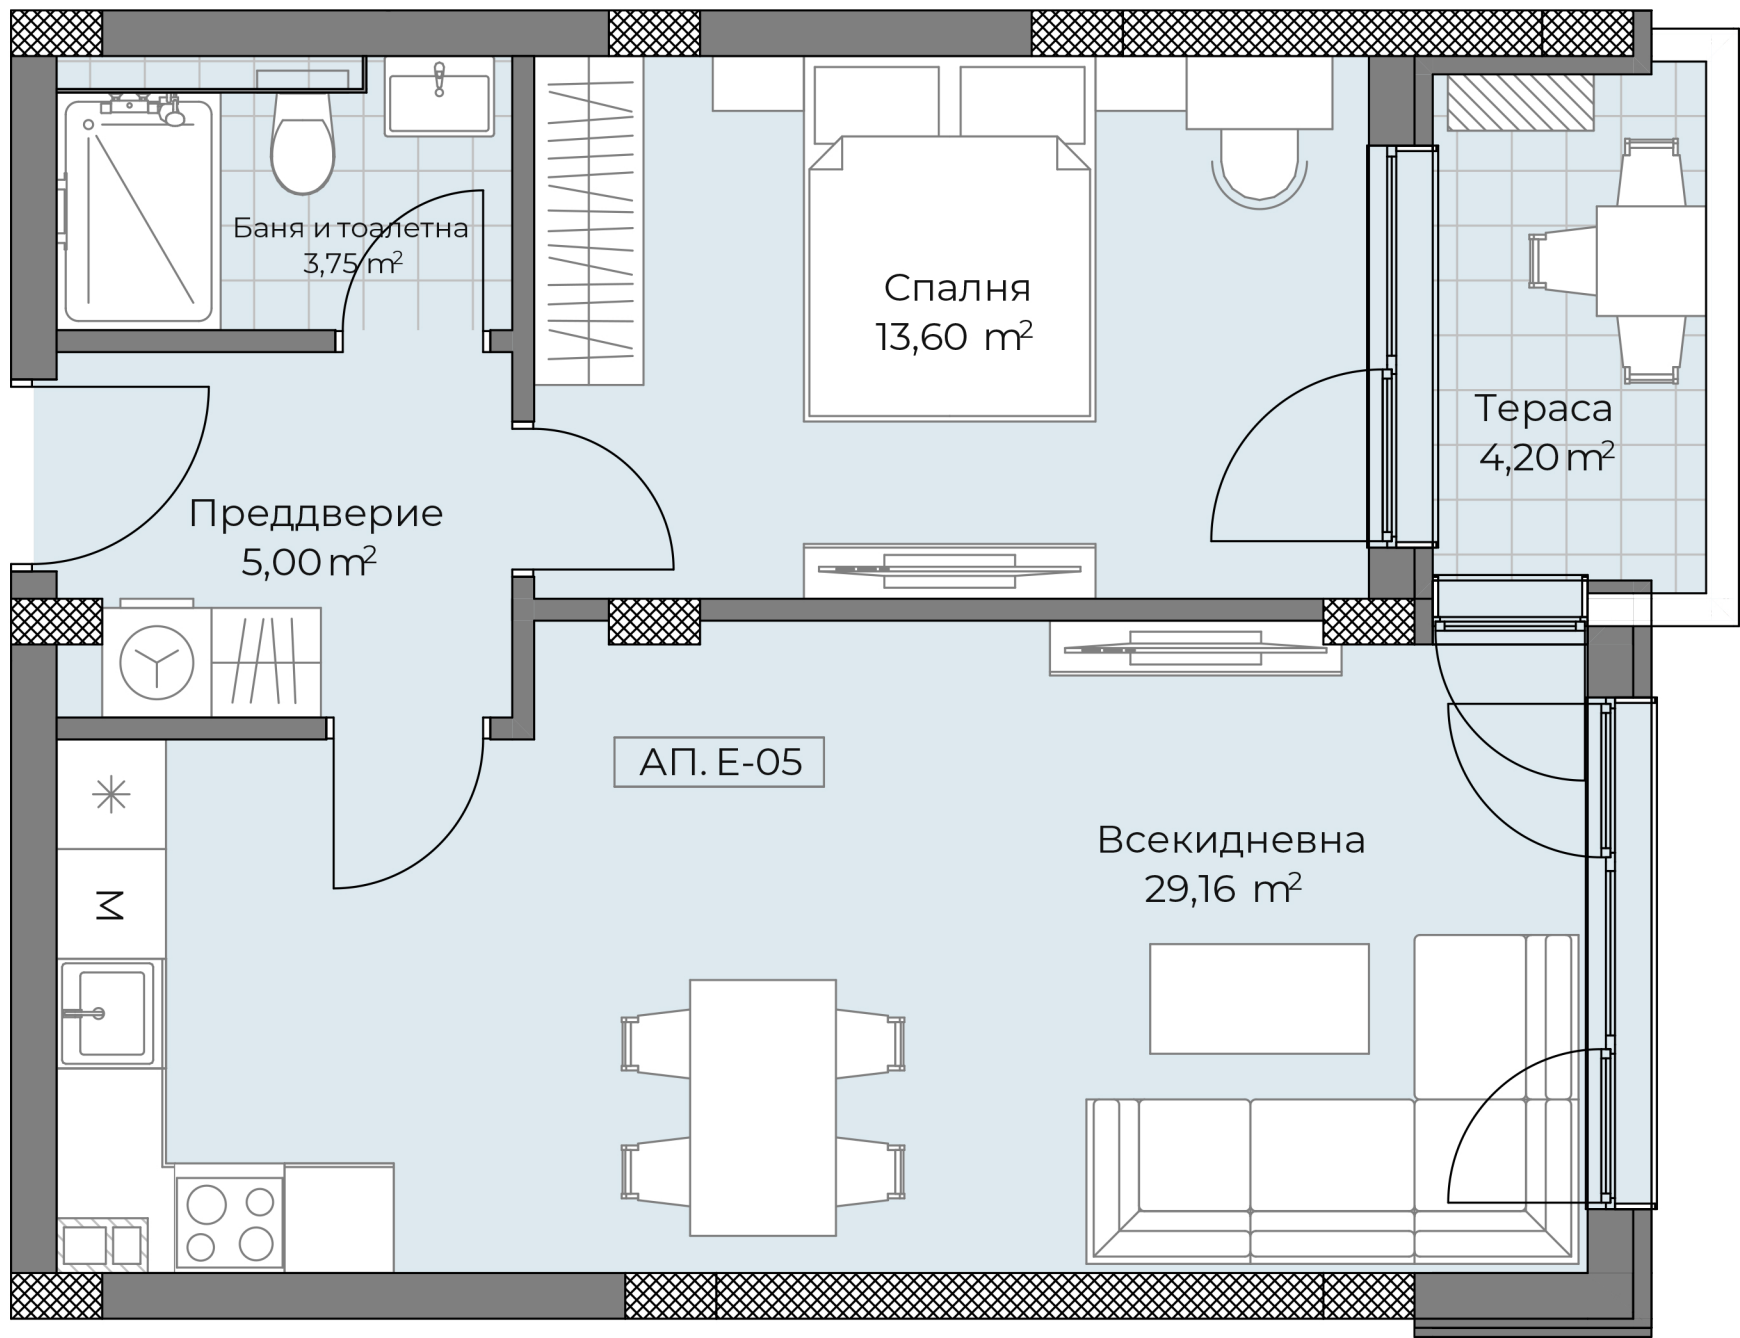 Баня и тоалетна
3,75 m²
Спалня
13,60 m²
Тераса
4,20 m²
Преддверие
5,00 m²
АП. Е-05
Всекидневна
29,16 m²
M